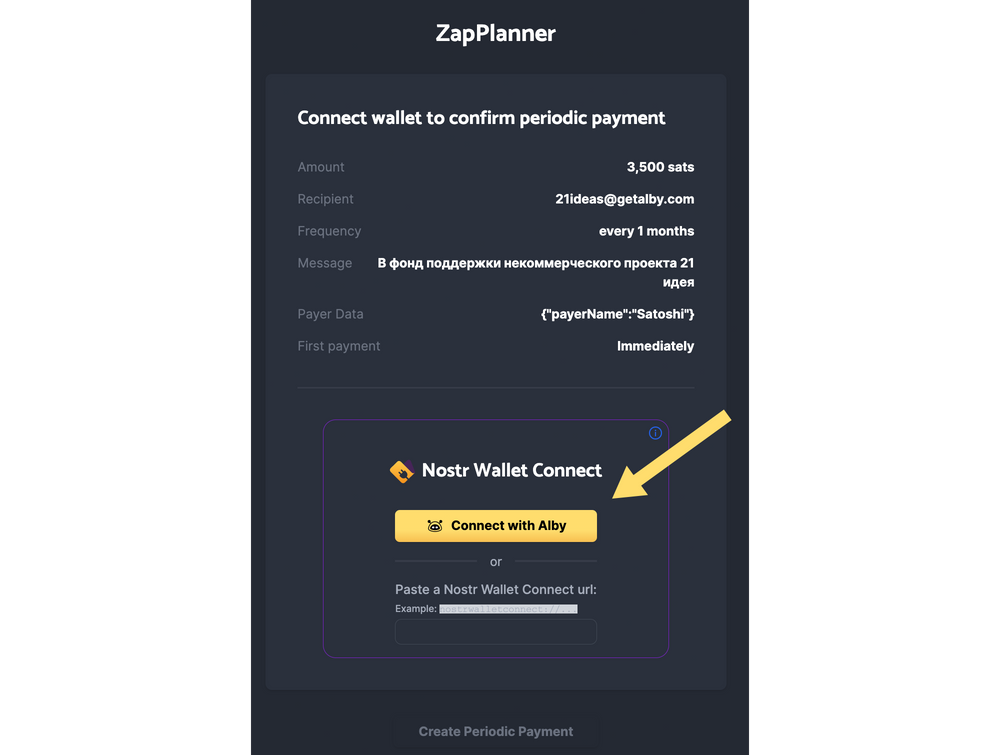 ZapPlanner
Connect wallet to confirm periodic payment
Amount 3,500 sats
Recipient 21ideas@getalby.com
Frequency every 1 months
Message В фонд поддержки некоммерческого проекта 21
идея
Payer Data {"payerName":"Satoshi"}
First payment Immediately
Nostr Wallet Connect
Connect with Alby
or
Paste a Nostr Wallet Connect url:
Example: nostrwalletconnect://...
Create Periodic Payment